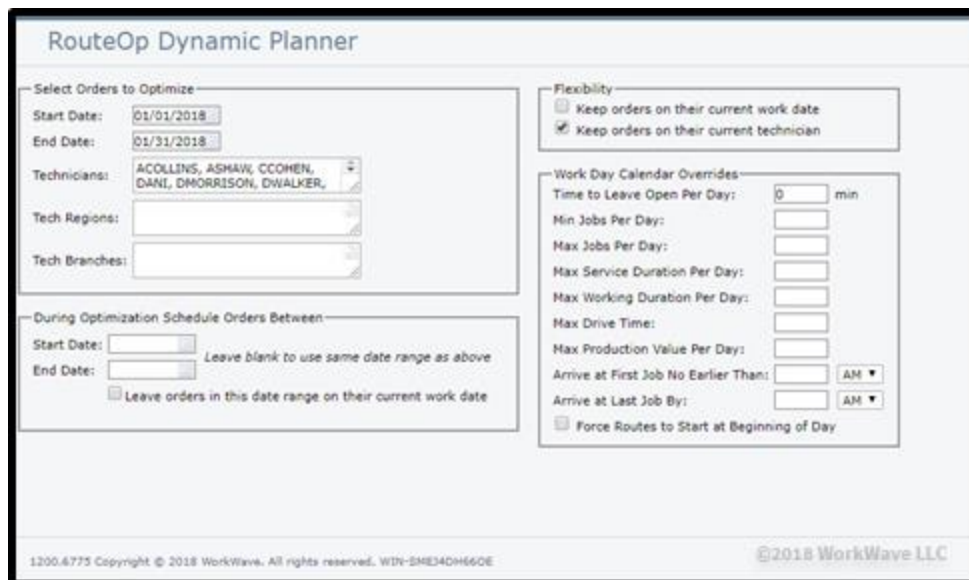 RouteOp Dynamic Planner
Select Orders to Optimize
Start Date: 01/01/2018
End Date: 01/31/2018
Technicians: ACOLLINS, ASHAW, CCOHEN,
DANI, DMORRISON, DWALKER,
Tech Regions:
Tech Branches:
During Optimization Schedule Orders Between
Start Date:
Leave blank to use same date range as above
End Date:
Leave orders in this date range on their current work date
Flexibility
Keep orders on their current work date
Keep orders on their current technician
Work Day Calendar Overrides
Time to Leave Open Per Day: 0 min
Min Jobs Per Day:
Max Jobs Per Day:
Max Service Duration Per Day:
Max Working Duration Per Day:
Max Drive Time:
Max Production Value Per Day:
Arrive at First Job No Earlier Than: AM
Arrive at Last Job By: AM
Force Routes to Start at Beginning of Day
1200.6775 Copyright © 2018 WorkWave. All rights reserved.
©2018 WorkWave LLC